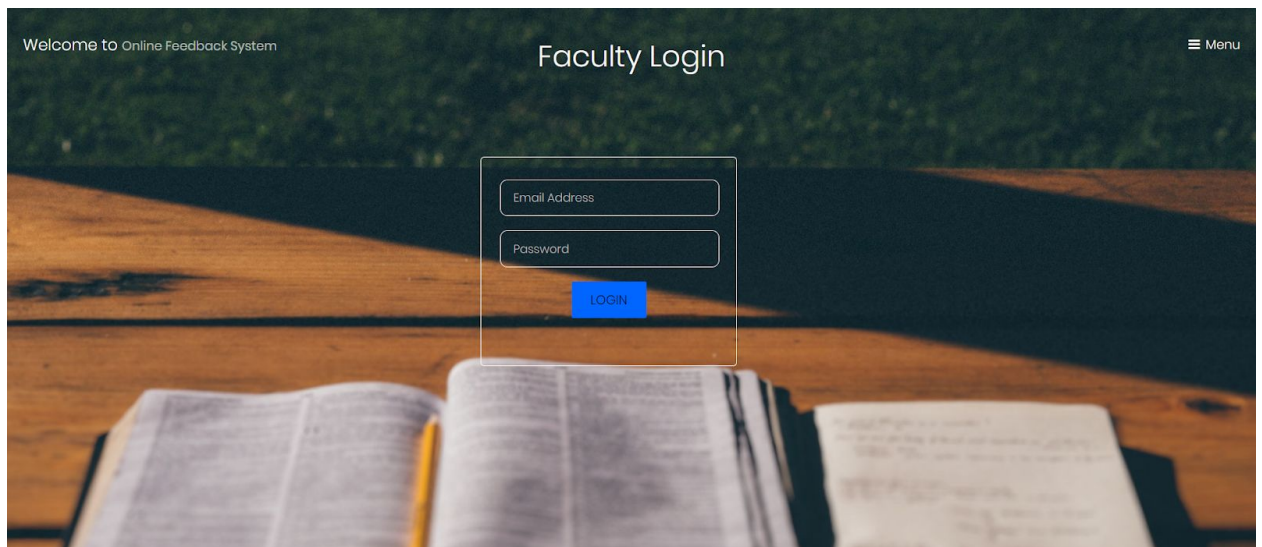 Welcome to Online Feedback System
Faculty Login
Menu
Email Address
Password
LOGIN